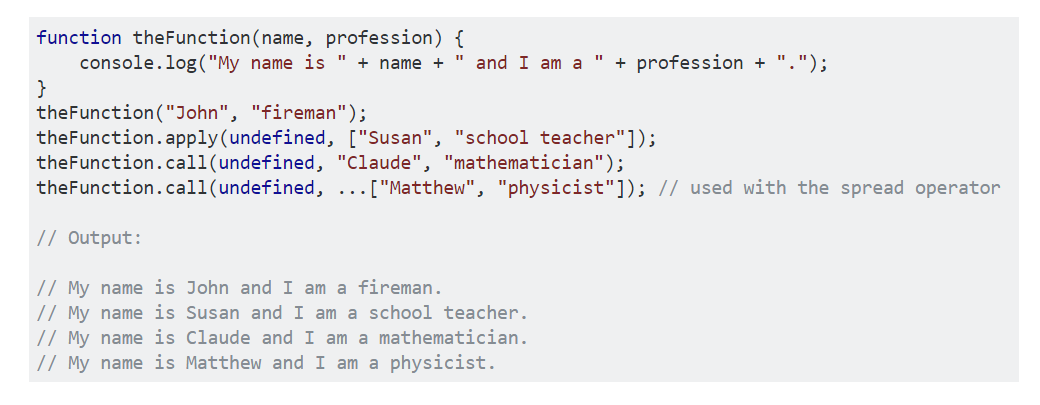 function theFunction(name, profession) {
    console.log("My name is " + name + " and I am a " + profession + ".");
}
theFunction("John", "fireman");
theFunction.apply(undefined, ["Susan", "school teacher"]);
theFunction.call(undefined, "Claude", "mathematician");
theFunction.call(undefined, ...["Matthew", "physicist"]); // used with the spread operator

// Output:

// My name is John and I am a fireman.
// My name is Susan and I am a school teacher.
// My name is Claude and I am a mathematician.
// My name is Matthew and I am a physicist.